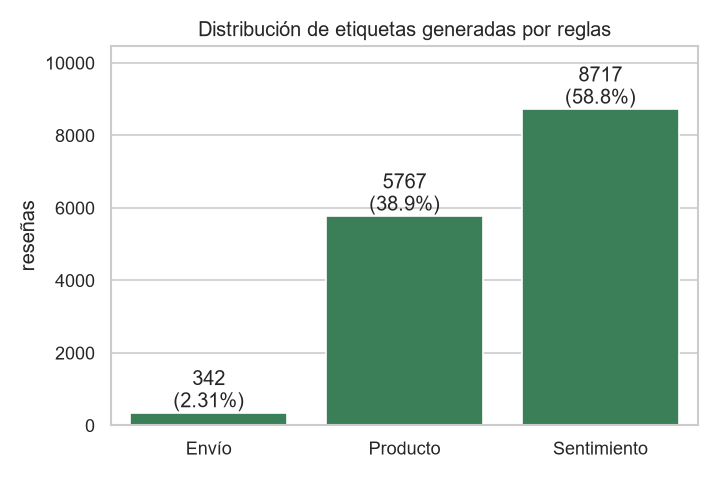 Distribución de etiquetas generadas por reglas
10000
8000
6000
4000
2000
0
reseñas
342
(2.31%)
5767
(38.9%)
8717
(58.8%)
Envío
Producto
Sentimiento